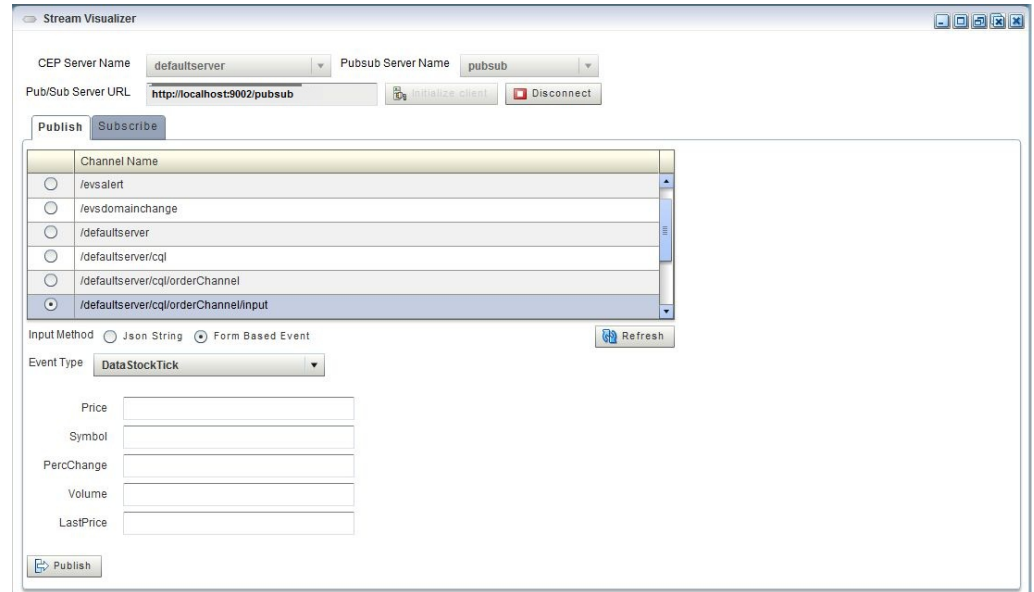 Stream Visualizer
CEP Server Name defaultserver Pubsub Server Name pubsub
Pub/Sub Server URL http://localhost:9002/pubsub Initialize client Disconnect
Publish Subscribe
Channel Name
/evsalert
/evsdomainchange
/defaultserver
/defaultserver/cql
/defaultserver/cql/orderChannel
/defaultserver/cql/orderChannel/input
Input Method Json String Form Based Event Refresh
Event Type DataStockTick
Price
Symbol
PercChange
Volume
LastPrice
Publish